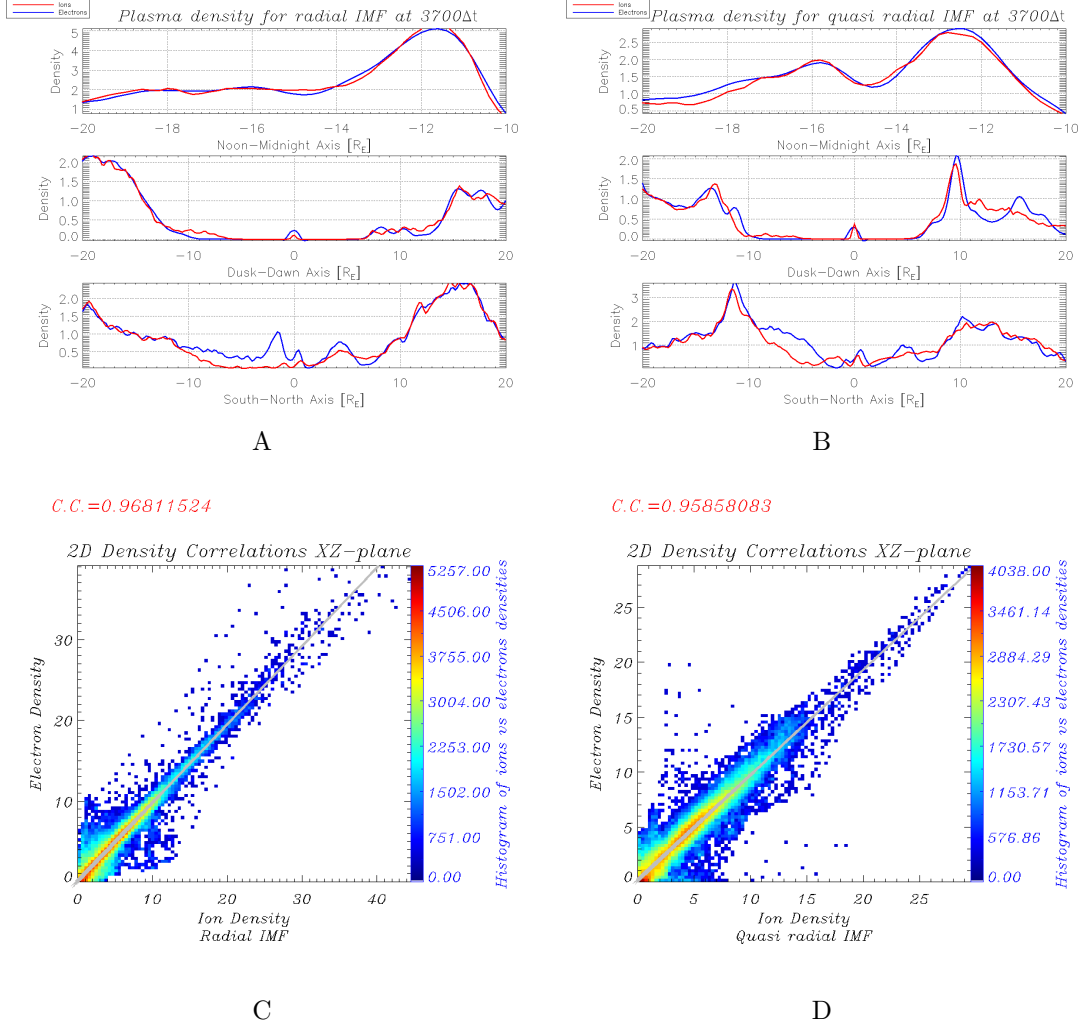 Ions
Electrons
Plasma density for radial IMF at 3700Δt
Density
5
4
3
2
1
-20 -18 -16 -14 -12 -10
Noon-Midnight Axis [R_E]
Density
2.0
1.5
1.0
0.5
0.0
-20 -10 0 10 20
Dusk-Dawn Axis [R_E]
Density
2.0
1.5
1.0
0.5
-20 -10 0 10 20
South-North Axis [R_E]
A
Ions
Electrons
Plasma density for quasi radial IMF at 3700Δt
Density
2.5
2.0
1.5
1.0
0.5
-20 -18 -16 -14 -12 -10
Noon-Midnight Axis [R_E]
Density
2.0
1.5
1.0
0.5
0.0
-20 -10 0 10 20
Dusk-Dawn Axis [R_E]
Density
3
2
1
-20 -10 0 10 20
South-North Axis [R_E]
B
C.C.=0.96811524
2D Density Correlations XZ-plane
Electron Density
30
20
10
0
0 10 20 30 40
Ion Density
Radial IMF
5257.00
4506.00
3755.00
3004.00
2253.00
1502.00
751.00
0.00
Histogram of ions vs electrons densities
C
C.C.=0.95858083
2D Density Correlations XZ-plane
Electron Density
25
20
15
10
5
0
0 5 10 15 20 25
Ion Density
Quasi radial IMF
4038.00
3461.14
2884.29
2307.43
1730.57
1153.71
576.86
0.00
Histogram of ions vs electrons densities
D